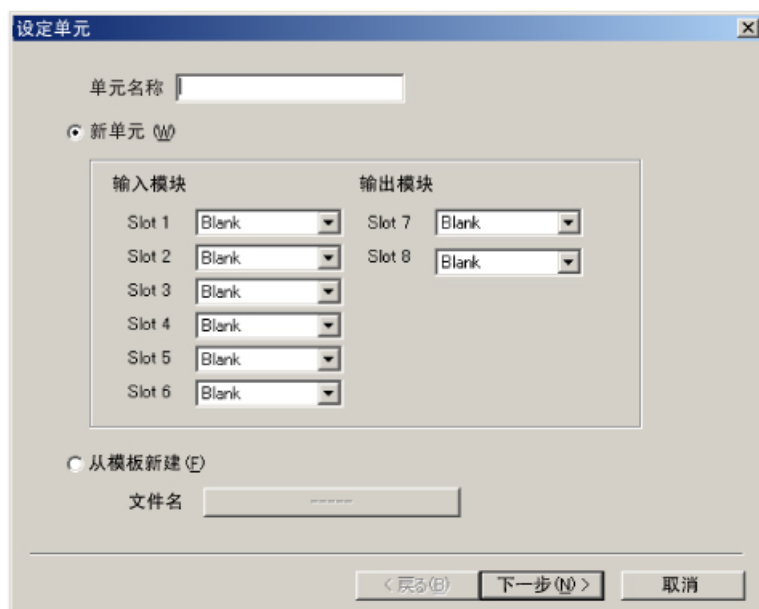 设定单元
单元名称
新单元 (W)
输入模块 输出模块
Slot 1 Blank Slot 7 Blank
Slot 2 Blank Slot 8 Blank
Slot 3 Blank
Slot 4 Blank
Slot 5 Blank
Slot 6 Blank
从模板新建 (F)
文件名 -----
< 戻る(B) 下一步(N) > 取消